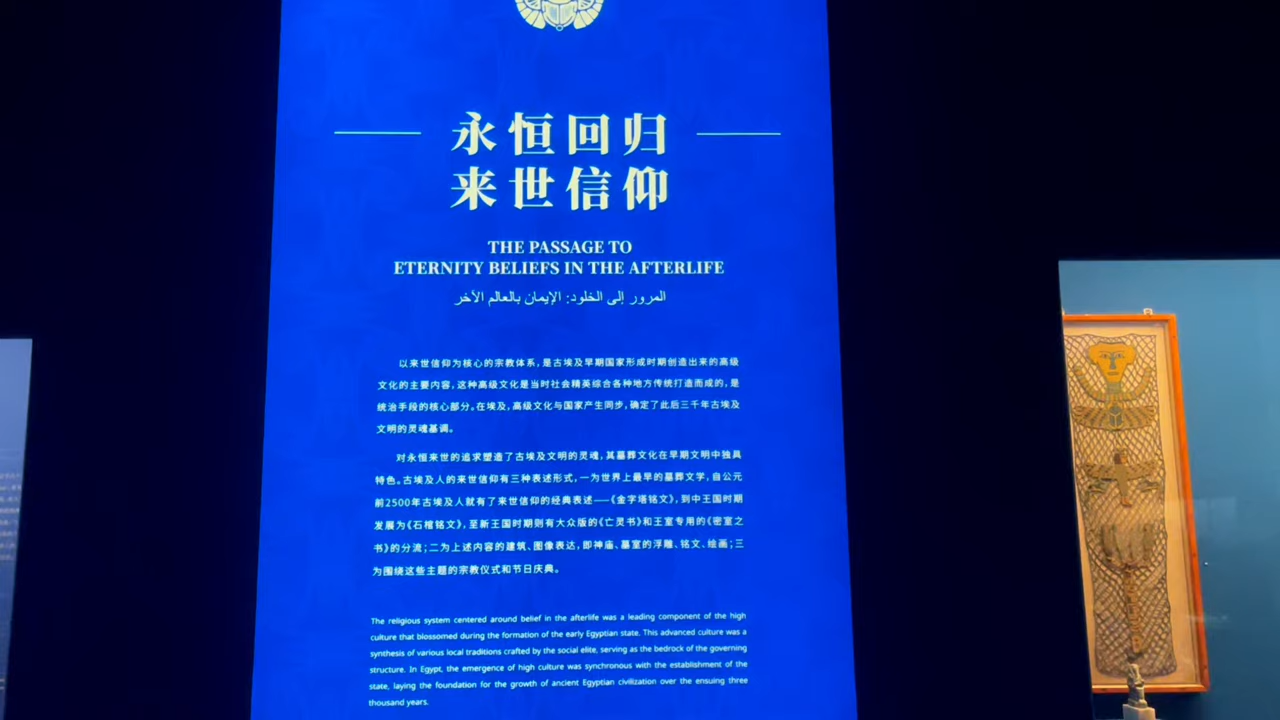 永恒回归
来世信仰
THE PASSAGE TO
ETERNITY BELIEFS IN THE AFTERLIFE
المرور إلى الخلود: الإيمان بالعالم الآخر
以来世信仰为核心的宗教体系，是古埃及早期国家形成时期创造出来的高级
文化的主要内容，这种高级文化是当时社会精英综合各种地方传统打造而成的，是
统治手段的核心部分。在埃及，高级文化与国家产生同步，确定了此后三千年古埃及
文明的灵魂基调。
对永恒来世的追求塑造了古埃及文明的灵魂，其墓葬文化在早期文明中独具
特色。古埃及人的来世信仰有三种表述形式，一为世界上最早的墓葬文学，自公元
前2500年古埃及人就有了来世信仰的经典表述——《金字塔铭文》，到中王国时期
发展为《石棺铭文》，至新王国时期则有大众版的《亡灵书》和王室专用的《密室之
书》的分流；二为上述内容的建筑、图像表达，即神庙、墓室的浮雕、铭文、绘画；三
为围绕这些主题的宗教仪式和节日庆典。
The religious system centered around belief in the afterlife was a leading component of the high
culture that blossomed during the formation of the early Egyptian state. This advanced culture was a
synthesis of various local traditions crafted by the social elite, serving as the bedrock of the governing
structure. In Egypt, the emergence of high culture was synchronous with the establishment of the
state, laying the foundation for the growth of ancient Egyptian civilization over the ensuing three
thousand years.